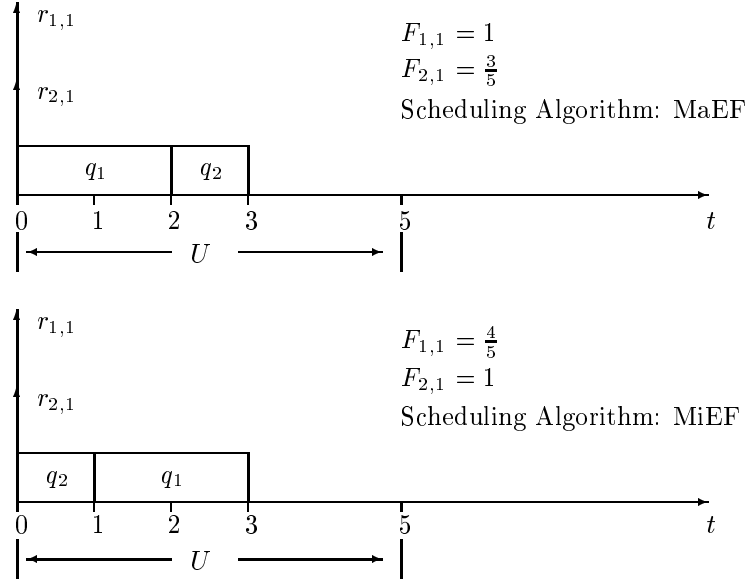 r_{1,1}
F_{1,1} = 1
r_{2,1}
F_{2,1} = \frac{3}{5}
Scheduling Algorithm: MaEF
q_1 q_2
0 1 2 3 5 t
U
r_{1,1}
F_{1,1} = \frac{4}{5}
r_{2,1}
F_{2,1} = 1
Scheduling Algorithm: MiEF
q_2 q_1
0 1 2 3 5 t
U